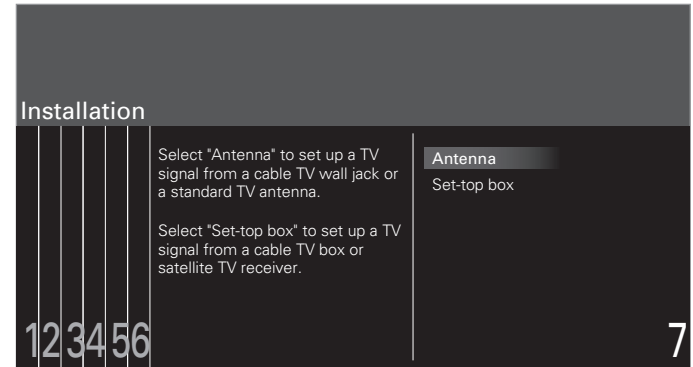 Installation
Select "Antenna" to set up a TV
signal from a cable TV wall jack or
a standard TV antenna.
Select "Set-top box" to set up a TV
signal from a cable TV box or
satellite TV receiver.
Antenna
Set-top box
123456
7